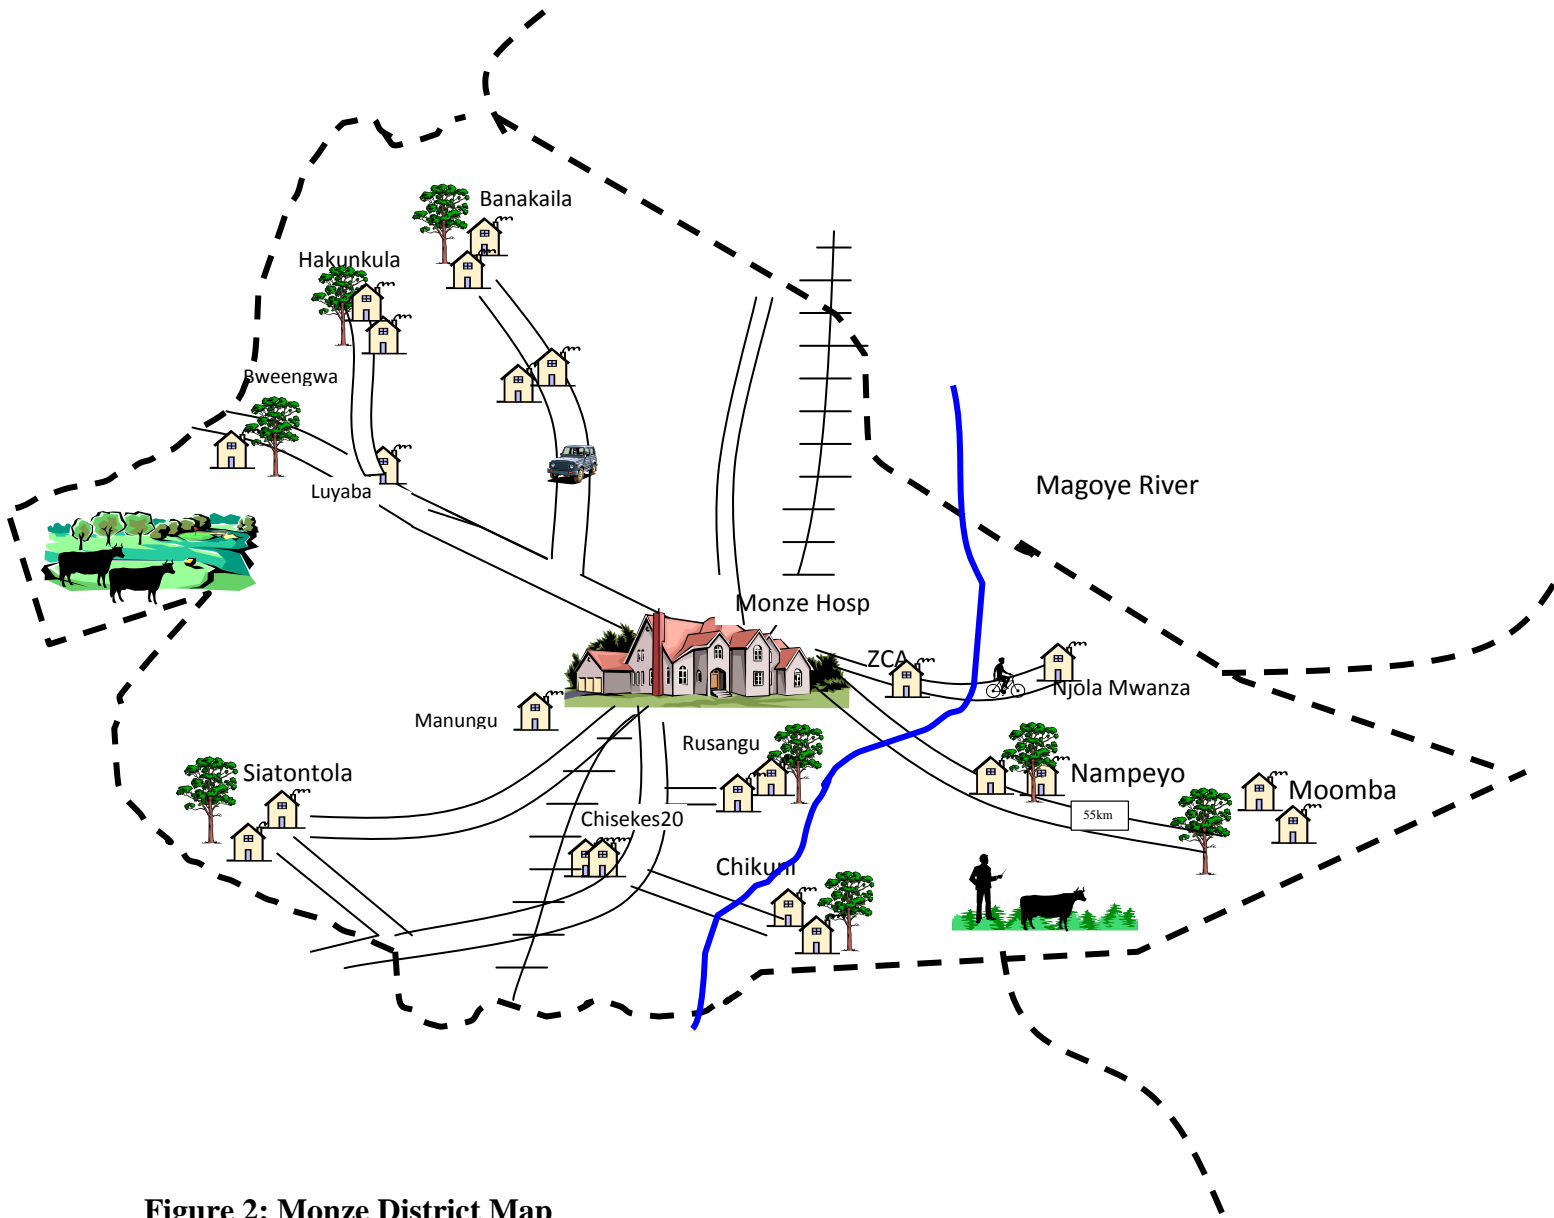 Banakaila
Hakunkula
Bweengwa
Luyaba
Magoye River
Monze Hosp
ZCA
Njola Mwanza
Manungu
Rusangu
Siatontola
Nampeyo
Moomba
55km
Chisekes20
Chikuni
Figure 2: Monze District Map